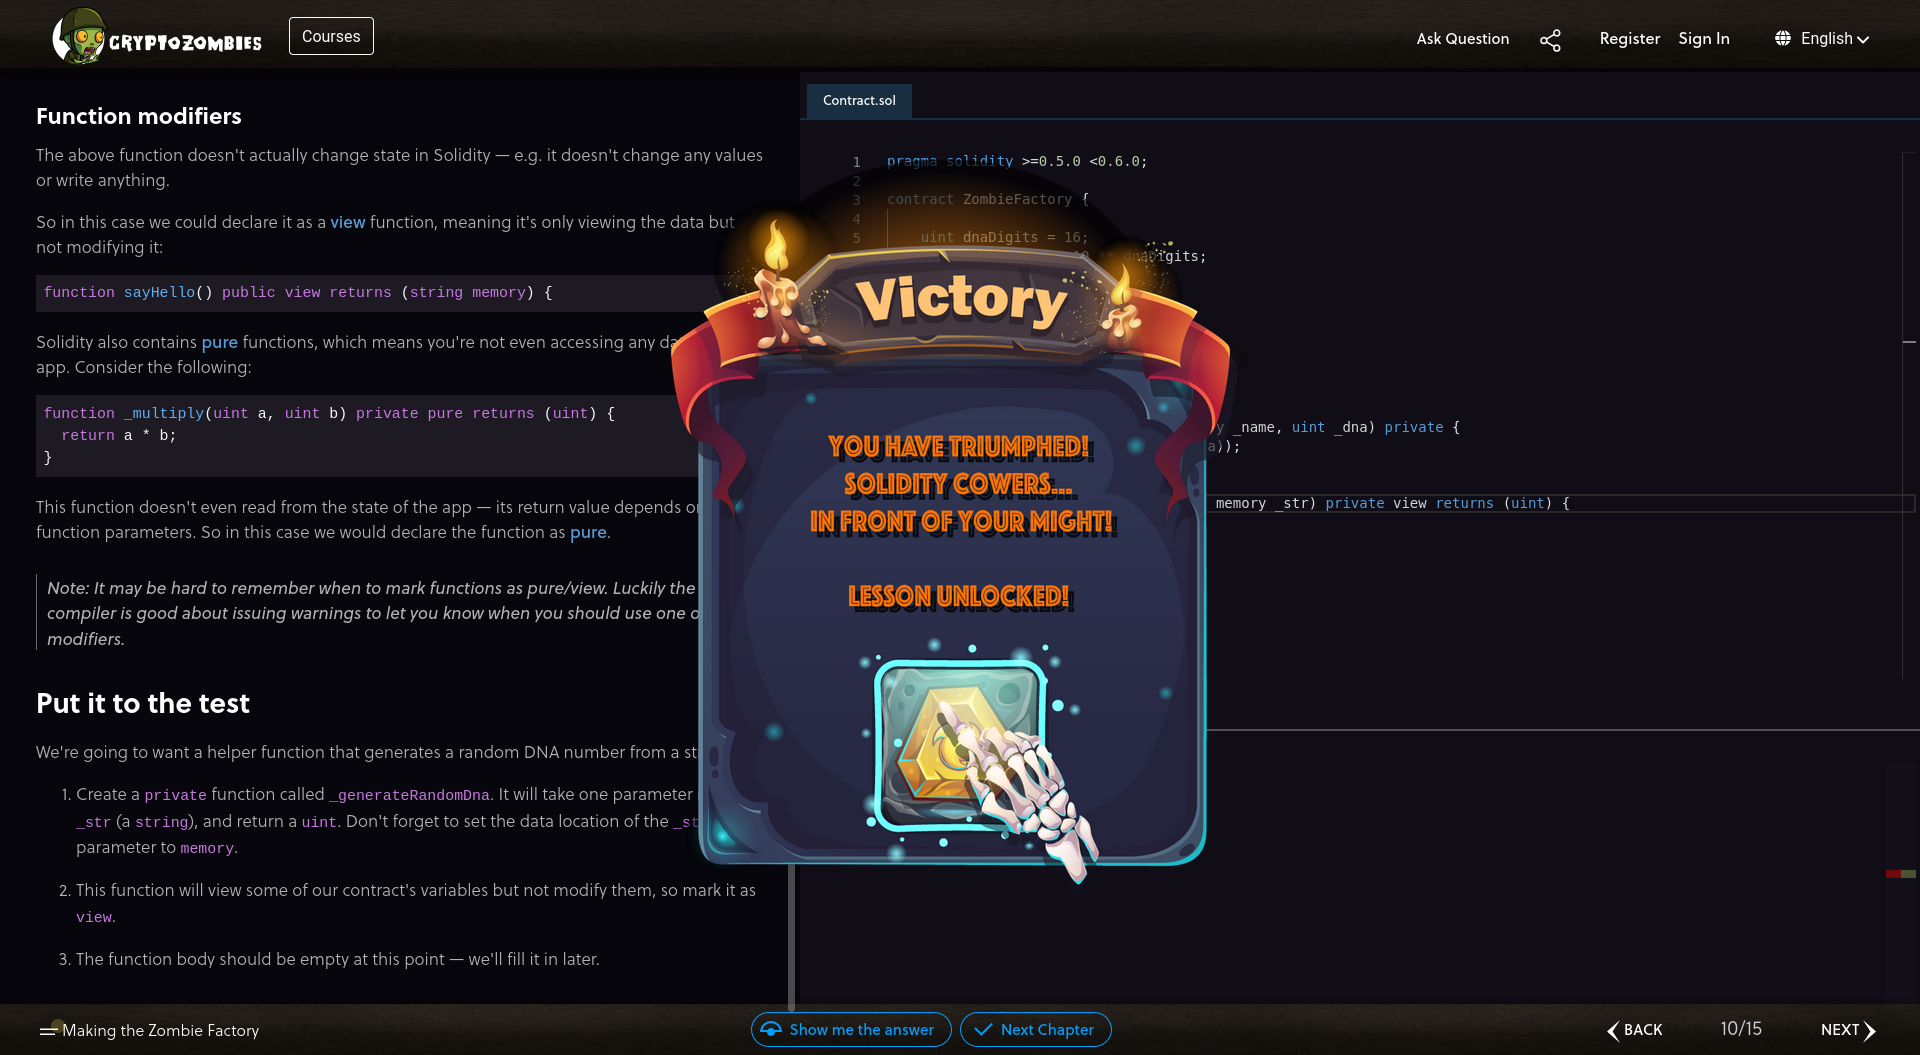 CRYPTOZOMBIES
Courses
Ask Question
Register
Sign In
English
Function modifiers
The above function doesn't actually change state in Solidity — e.g. it doesn't change any values
or write anything.
So in this case we could declare it as a view function, meaning it's only viewing the data but
not modifying it:
function sayHello() public view returns (string memory) {
Solidity also contains pure functions, which means you're not even accessing any
app. Consider the following:
function _multiply(uint a, uint b) private pure returns (uint) {
return a * b;
}
This function doesn't even read from the state of the app — its return value depends
function parameters. So in this case we would declare the function as pure.
Note: It may be hard to remember when to mark functions as pure/view. Luckily the
compiler is good about issuing warnings to let you know when you should use one
modifiers.
Put it to the test
We're going to want a helper function that generates a random DNA number from a
1. Create a private function called _generateRandomDna. It will take one parameter
_str (a string), and return a uint. Don't forget to set the data location of the
parameter to memory.
2. This function will view some of our contract's variables but not modify them, so mark it as
view.
3. The function body should be empty at this point — we'll fill it in later.
Contract.sol
1 pragma solidity >=0.5.0 <0.6.0;
2
3 contract ZombieFactory {
4
5 uint dnaDigits = 16;
dnaDigits;
_name, uint _dna) private {
));
memory _str) private view returns (uint) {
Victory
YOU HAVE TRIUMPHED!
SOLIDITY COWERS...
IN FRONT OF YOUR MIGHT!
LESSON UNLOCKED!
Making the Zombie Factory
Show me the answer
Next Chapter
BACK
10/15
NEXT